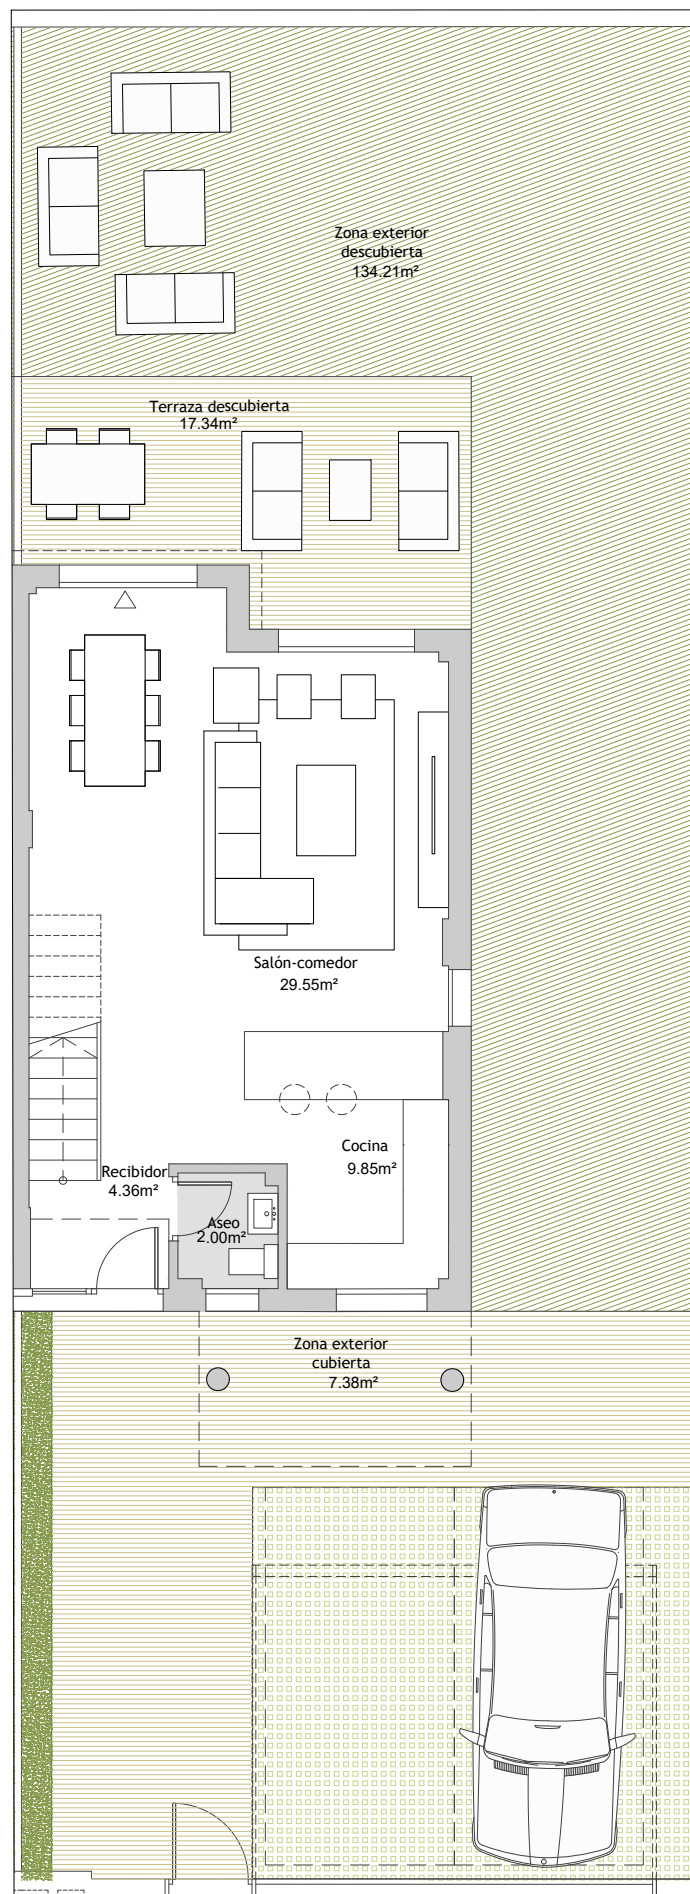 Zona exterior
descubierta
134.21m²
Terraza descubierta
17.34m²
Salón-comedor
29.55m²
Cocina
9.85m²
Recibidor
4.36m²
Aseo
2.00m²
Zona exterior
cubierta
7.38m²